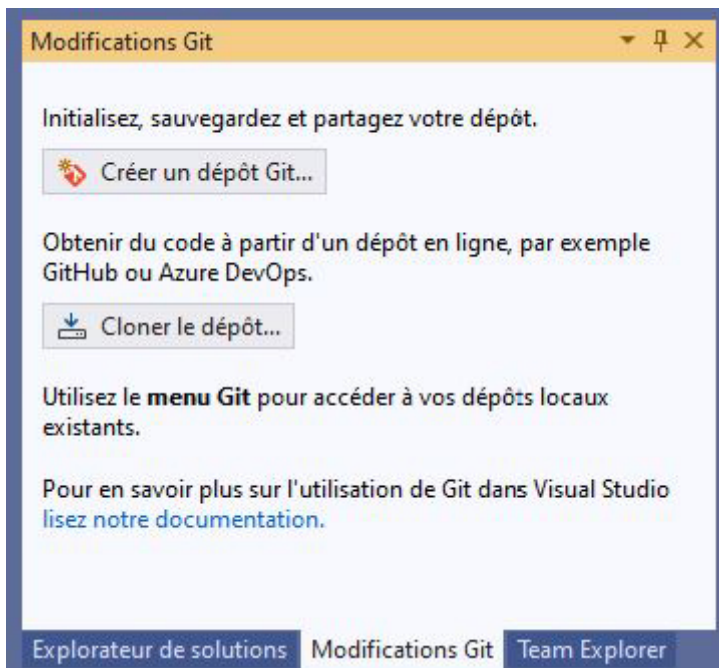 Modifications Git
Initialisez, sauvegardez et partagez votre dépôt.
Créer un dépôt Git...
Obtenir du code à partir d'un dépôt en ligne, par exemple
GitHub ou Azure DevOps.
Cloner le dépôt...
Utilisez le menu Git pour accéder à vos dépôts locaux
existants.
Pour en savoir plus sur l'utilisation de Git dans Visual Studio
lisez notre documentation.
Explorateur de solutions Modifications Git Team Explorer